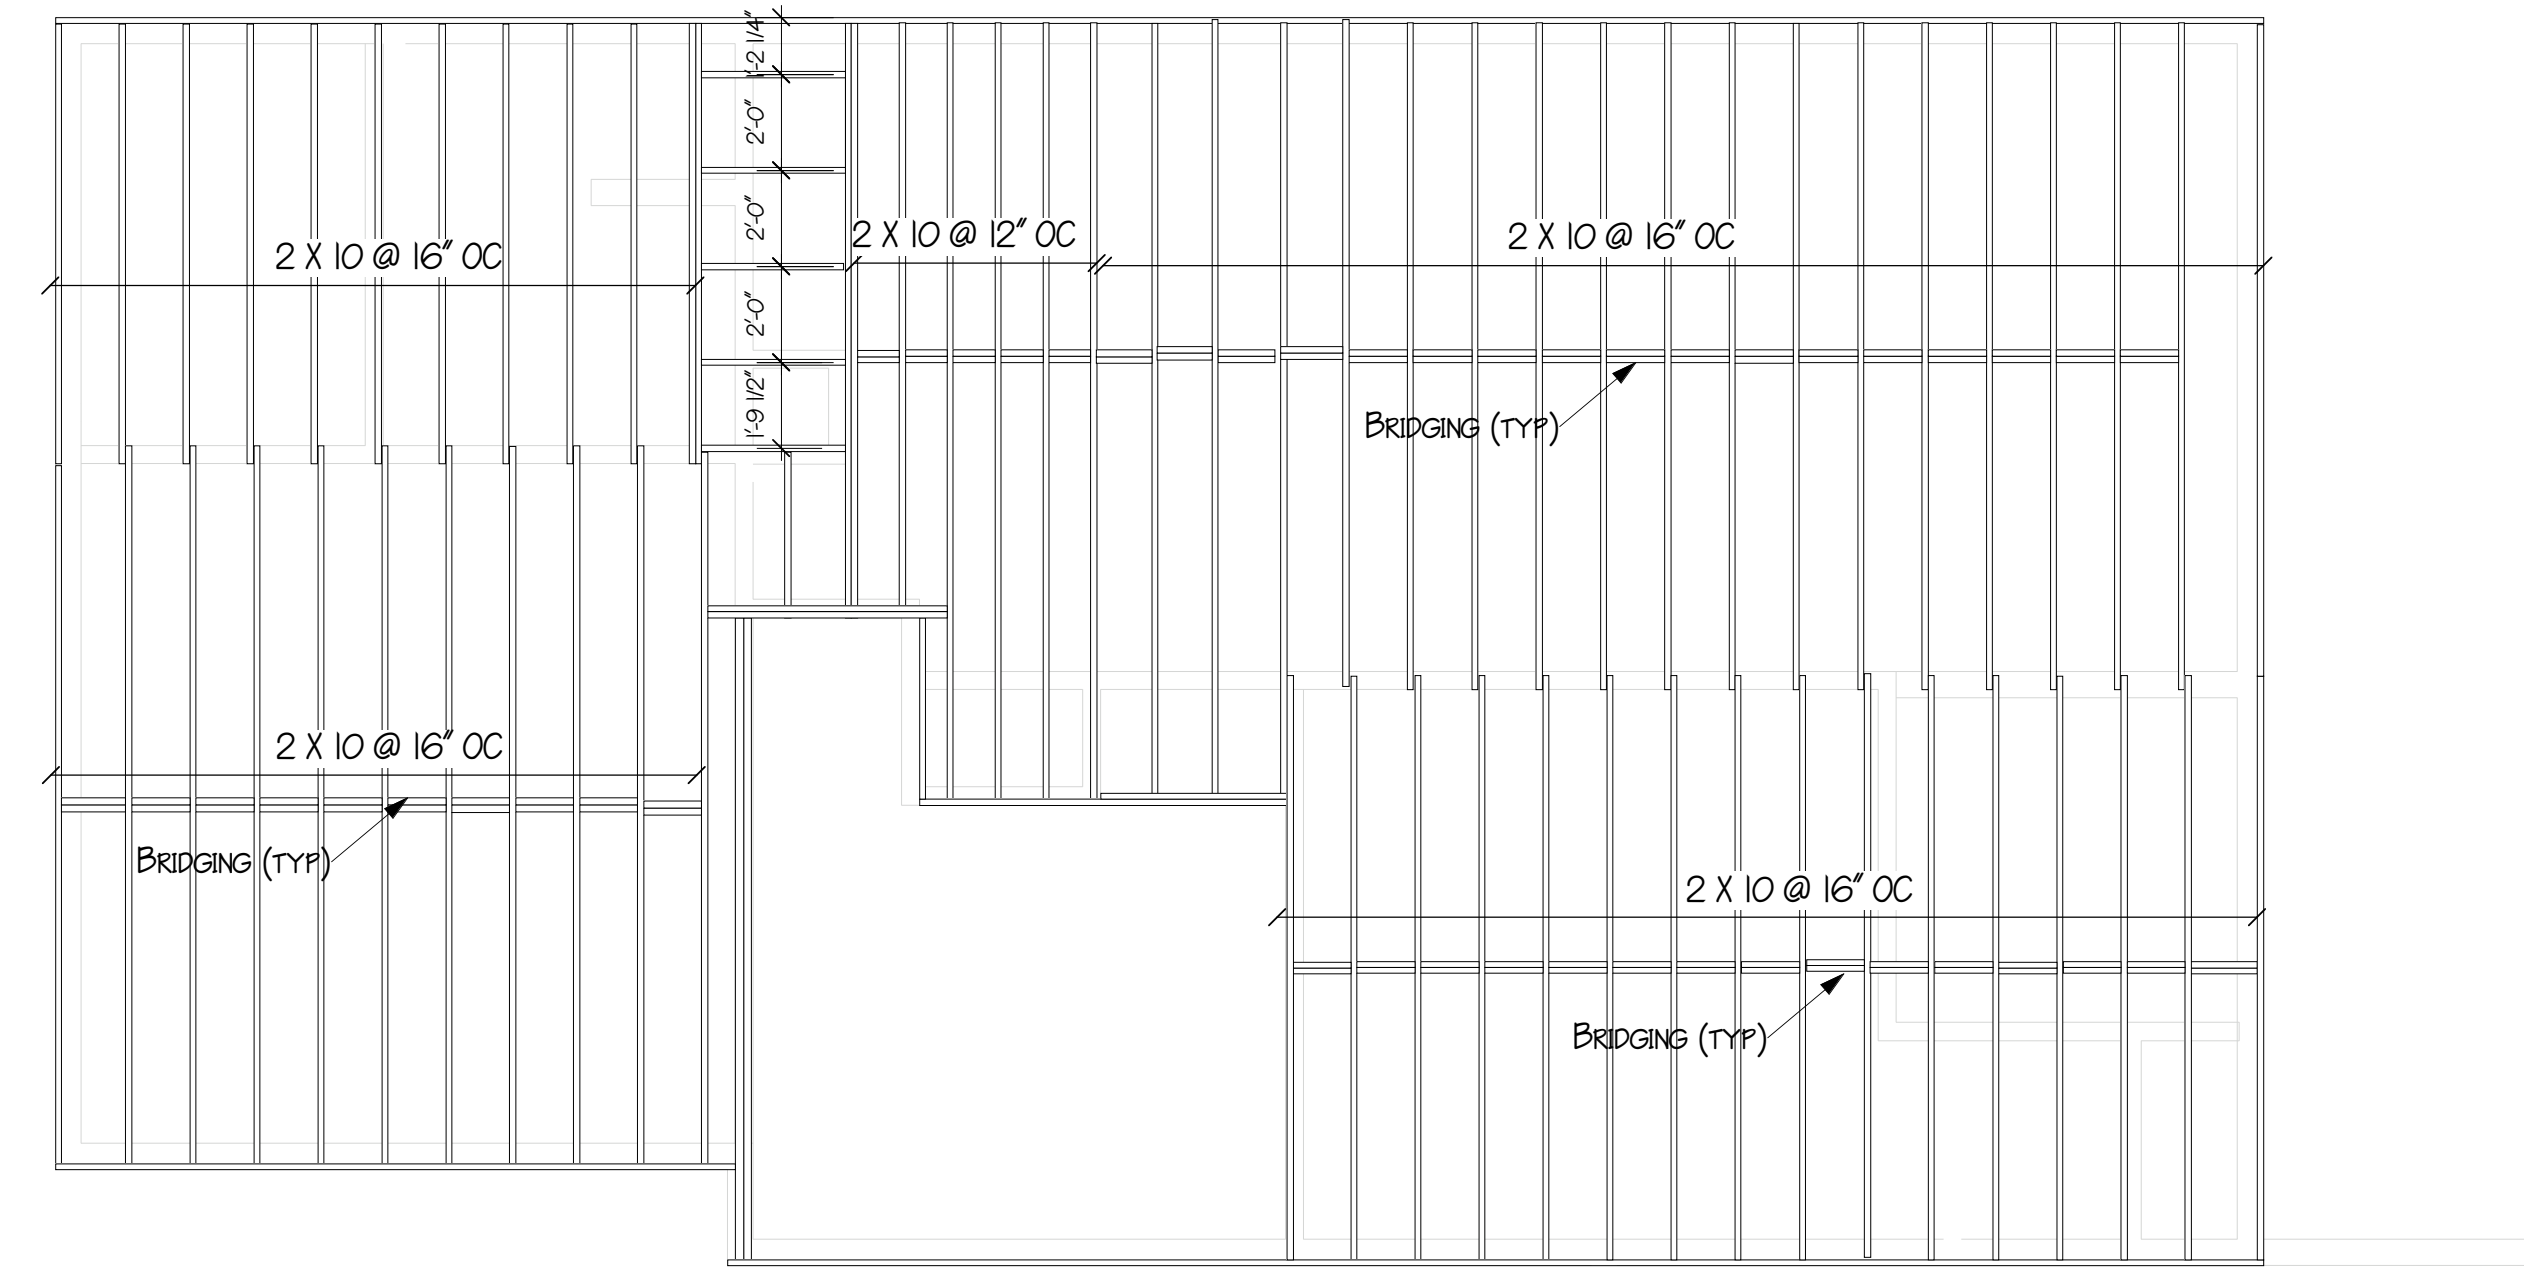 1'-2 1/4"
2'-0"
2'-0"
2'-0"
1'-9 1/2"
2 X 10 @ 16" OC
2 X 10 @ 12" OC
2 X 10 @ 16" OC
BRIDGING (TYP)
2 X 10 @ 16" OC
BRIDGING (TYP)
2 X 10 @ 16" OC
BRIDGING (TYP)